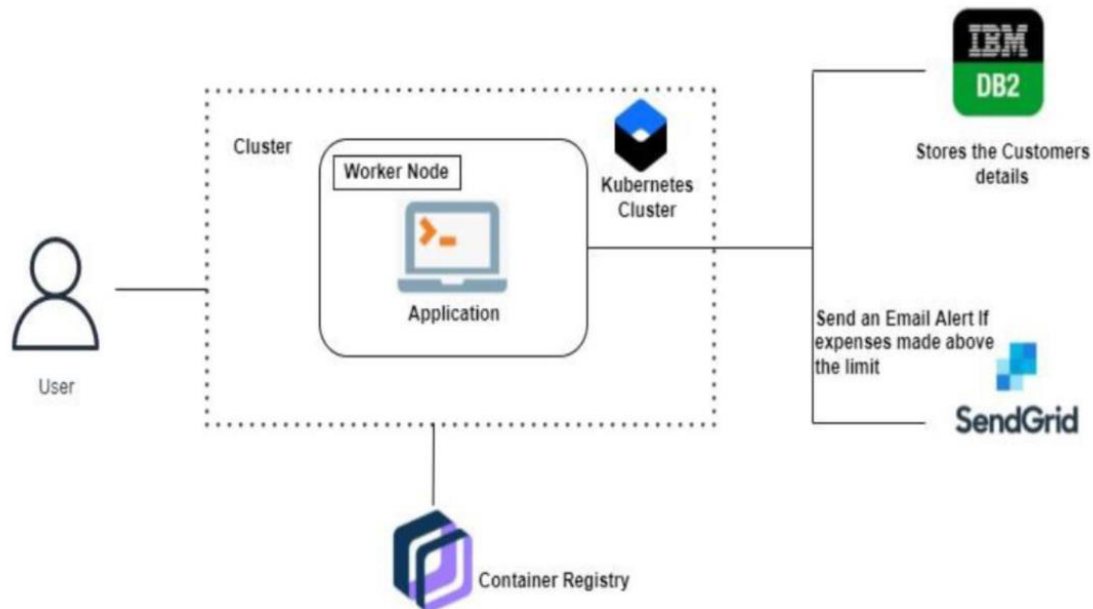 IBM
DB2
Stores the Customers
details
Cluster
Worker Node
Kubernetes
Cluster
Application
User
Send an Email Alert If
expenses made above
the limit
SendGrid
Container Registry